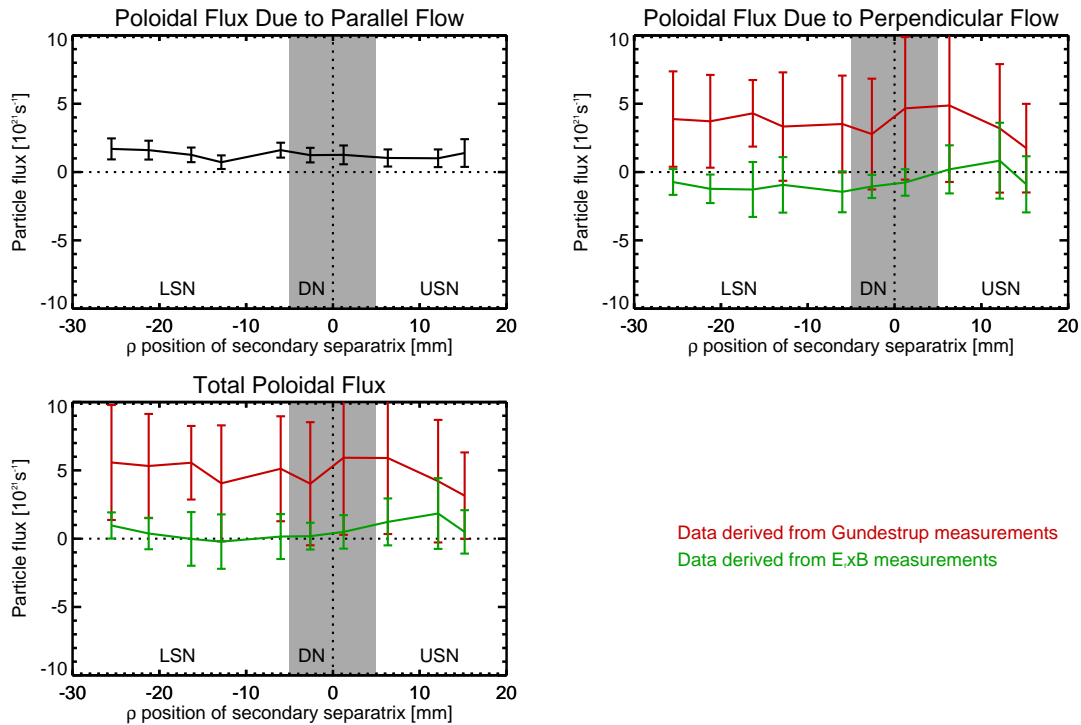 Poloidal Flux Due to Parallel Flow
10
5
0
-5
-10
Particle flux [10²¹s⁻¹]
LSN DN USN
-30 -20 -10 0 10 20
ρ position of secondary separatrix [mm]
Poloidal Flux Due to Perpendicular Flow
10
5
0
-5
-10
Particle flux [10²¹s⁻¹]
LSN DN USN
-30 -20 -10 0 10 20
ρ position of secondary separatrix [mm]
Total Poloidal Flux
10
5
0
-5
-10
Particle flux [10²¹s⁻¹]
LSN DN USN
-30 -20 -10 0 10 20
ρ position of secondary separatrix [mm]
Data derived from Gundestrup measurements
Data derived from EᵣxB measurements